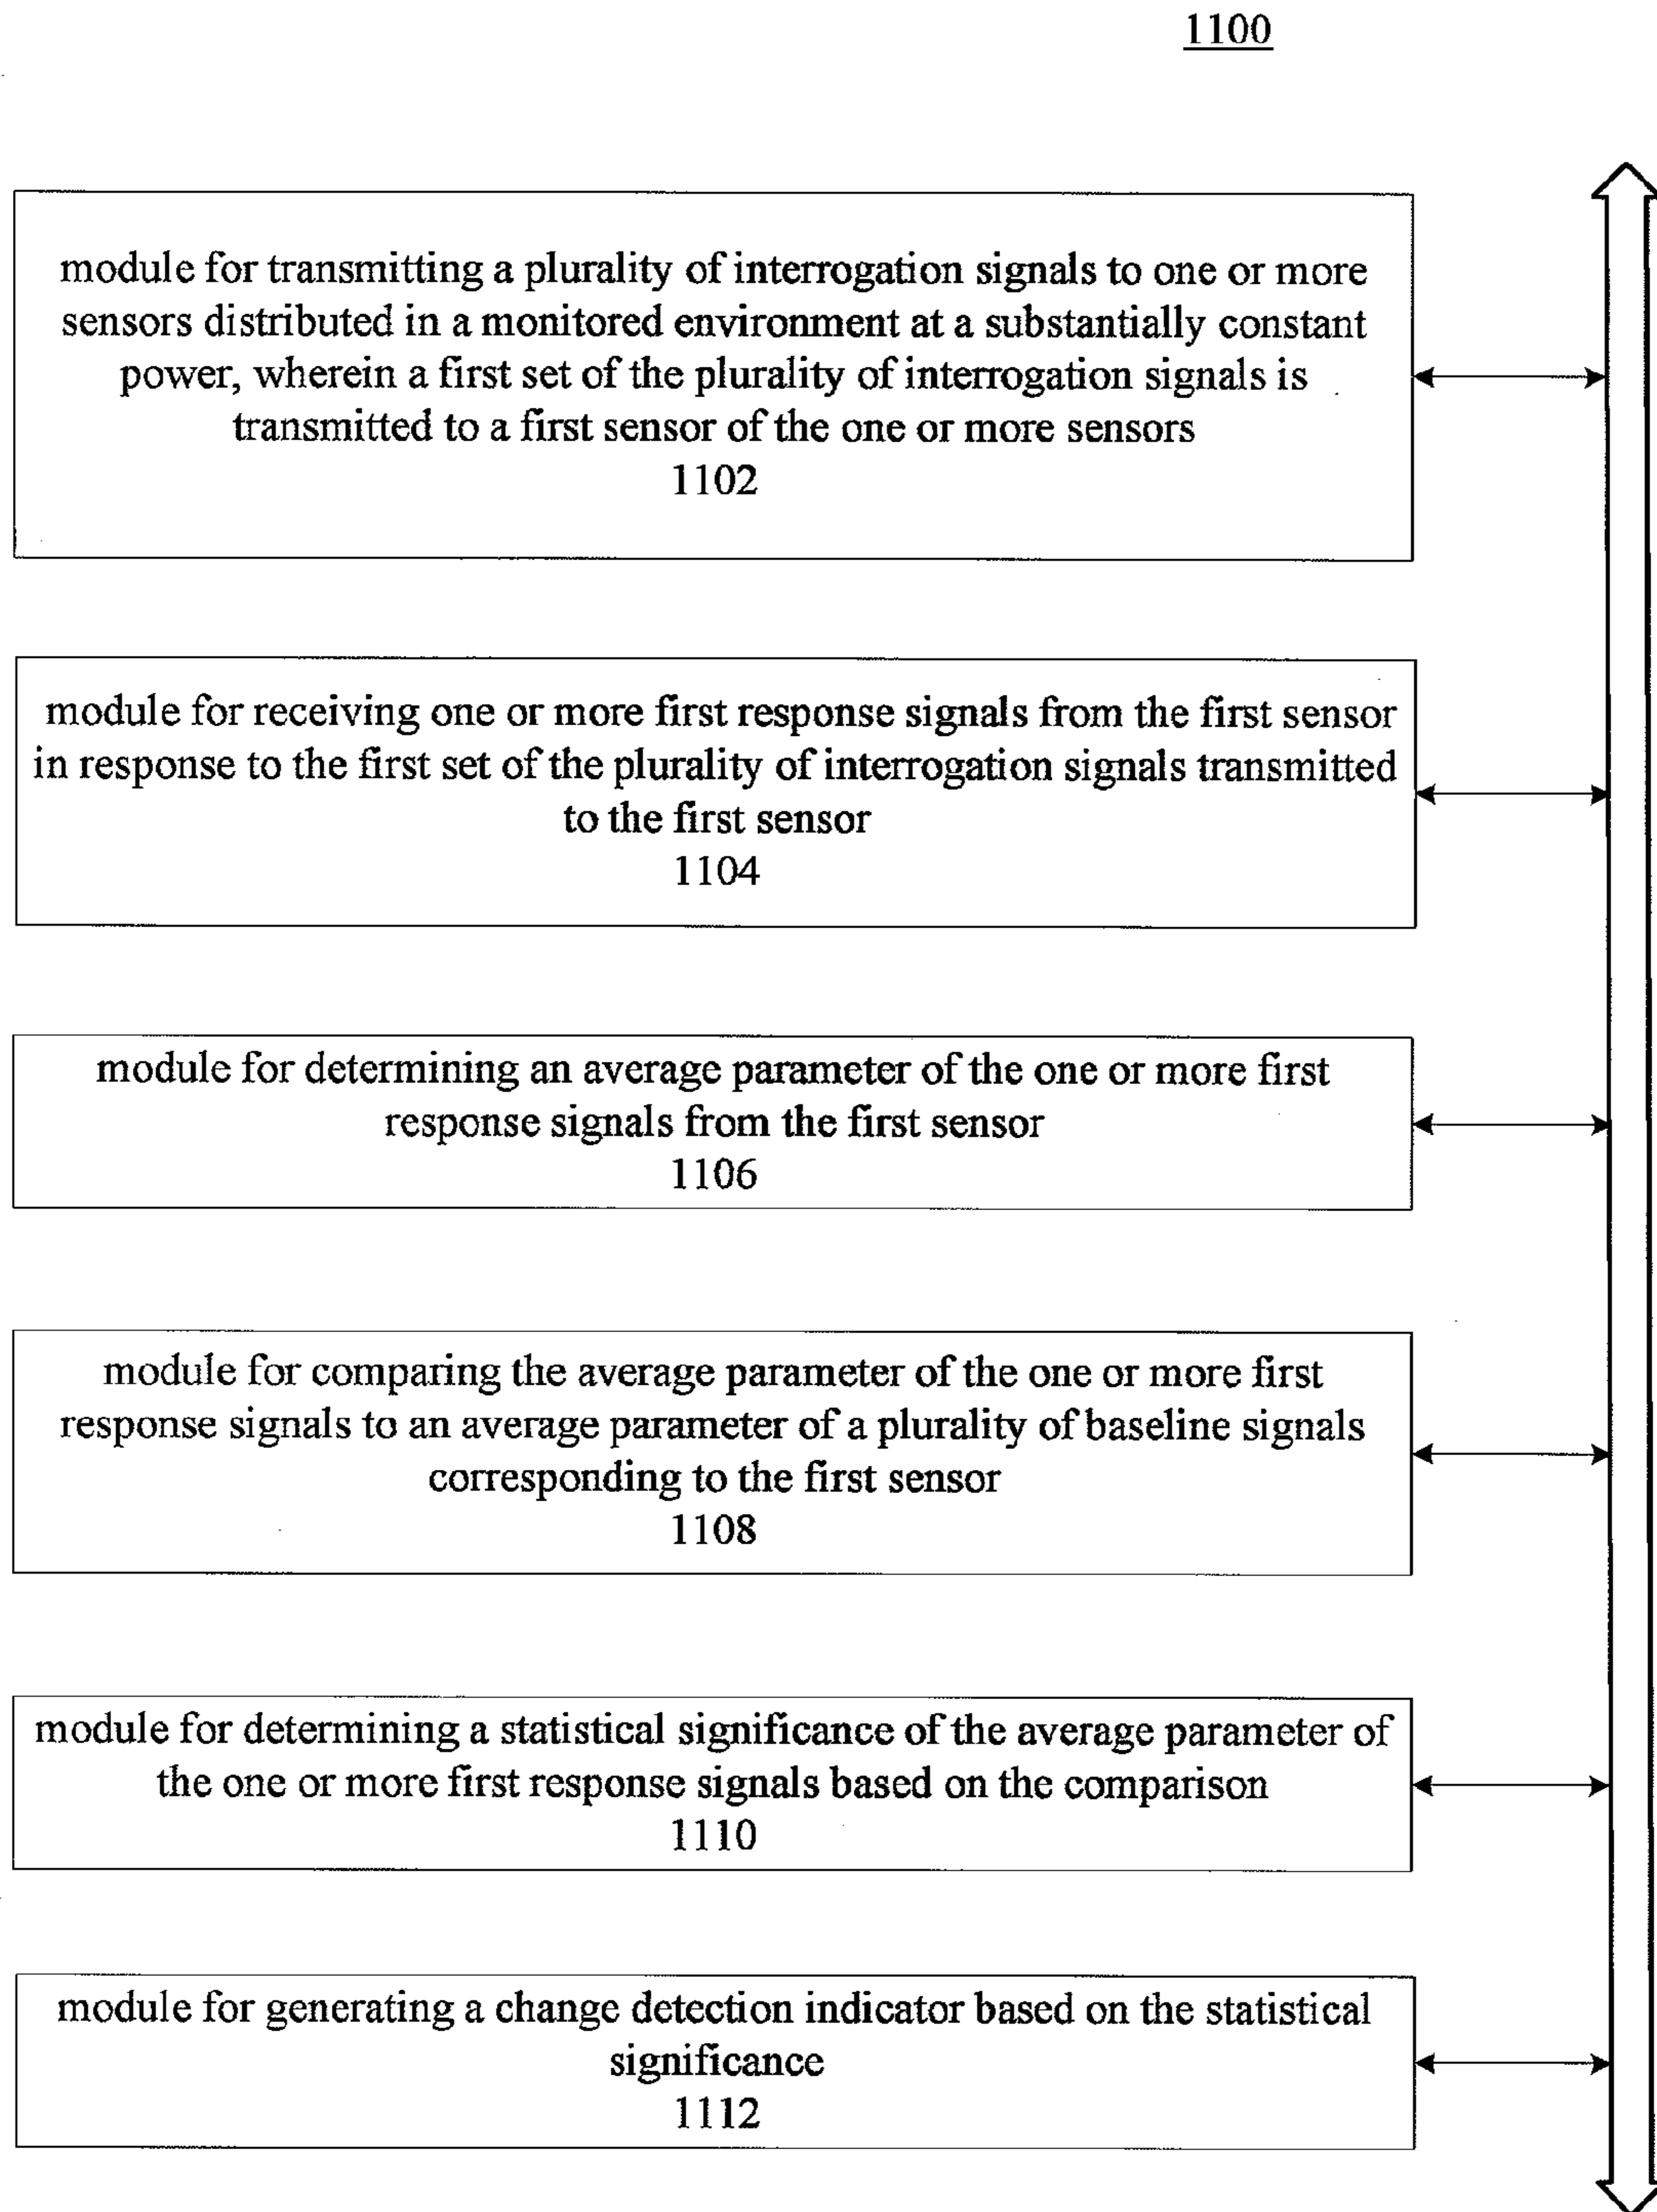 1100
module for transmitting a plurality of interrogation signals to one or more
sensors distributed in a monitored environment at a substantially constant
power, wherein a first set of the plurality of interrogation signals is
transmitted to a first sensor of the one or more sensors
1102
module for receiving one or more first response signals from the first sensor
in response to the first set of the plurality of interrogation signals transmitted
to the first sensor
1104
module for determining an average parameter of the one or more first
response signals from the first sensor
1106
module for comparing the average parameter of the one or more first
response signals to an average parameter of a plurality of baseline signals
corresponding to the first sensor
1108
module for determining a statistical significance of the average parameter of
the one or more first response signals based on the comparison
1110
module for generating a change detection indicator based on the statistical
significance
1112